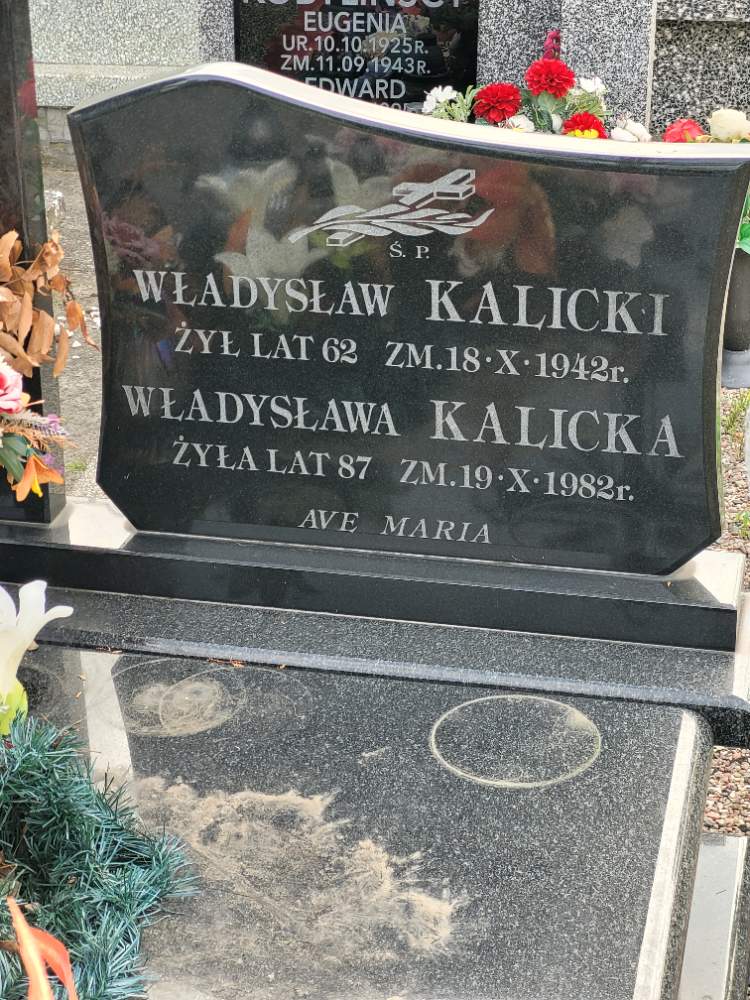 EUGENIA
UR.10.10.1925R.
ZM.11.09.1943R.
EDWARD
Ś. P.
WŁADYSŁAW KALICKI
ŻYŁ LAT 62 ZM.18·X·1942r.
WŁADYSŁAWA KALICKA
ŻYŁA LAT 87 ZM.19·X·1982r.
AVE MARIA